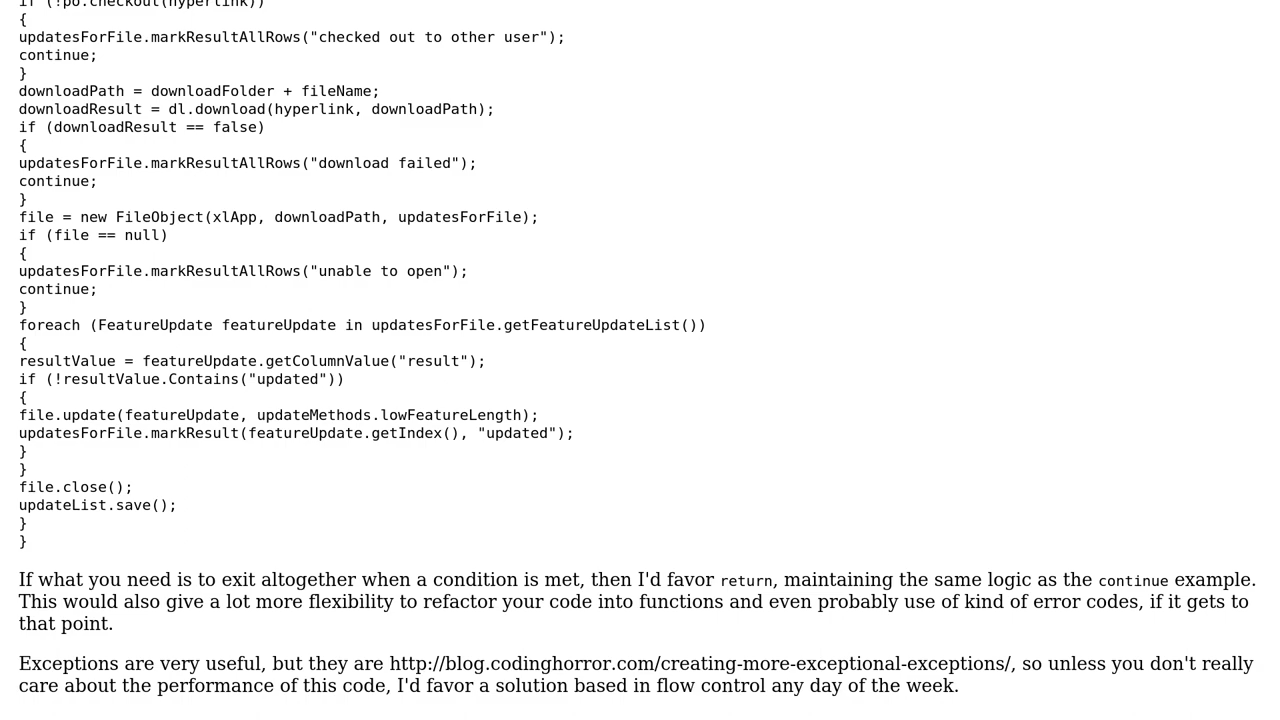 if (!po.checkout(hyperlink))
{
updatesForFile.markResultAllRows("checked out to other user");
continue;
}
downloadPath = downloadFolder + fileName;
downloadResult = dl.download(hyperlink, downloadPath);
if (downloadResult == false)
{
updatesForFile.markResultAllRows("download failed");
continue;
}
file = new FileObject(xlApp, downloadPath, updatesForFile);
if (file == null)
{
updatesForFile.markResultAllRows("unable to open");
continue;
}
foreach (FeatureUpdate featureUpdate in updatesForFile.getFeatureUpdateList())
{
resultValue = featureUpdate.getColumnValue("result");
if (!resultValue.Contains("updated"))
{
file.update(featureUpdate, updateMethods.lowFeatureLength);
updatesForFile.markResult(featureUpdate.getIndex(), "updated");
}
}
file.close();
updateList.save();
}
}
If what you need is to exit altogether when a condition is met, then I'd favor return, maintaining the same logic as the continue example.
This would also give a lot more flexibility to refactor your code into functions and even probably use of kind of error codes, if it gets to
that point.
Exceptions are very useful, but they are http://blog.codinghorror.com/creating-more-exceptional-exceptions/, so unless you don't really
care about the performance of this code, I'd favor a solution based in flow control any day of the week.